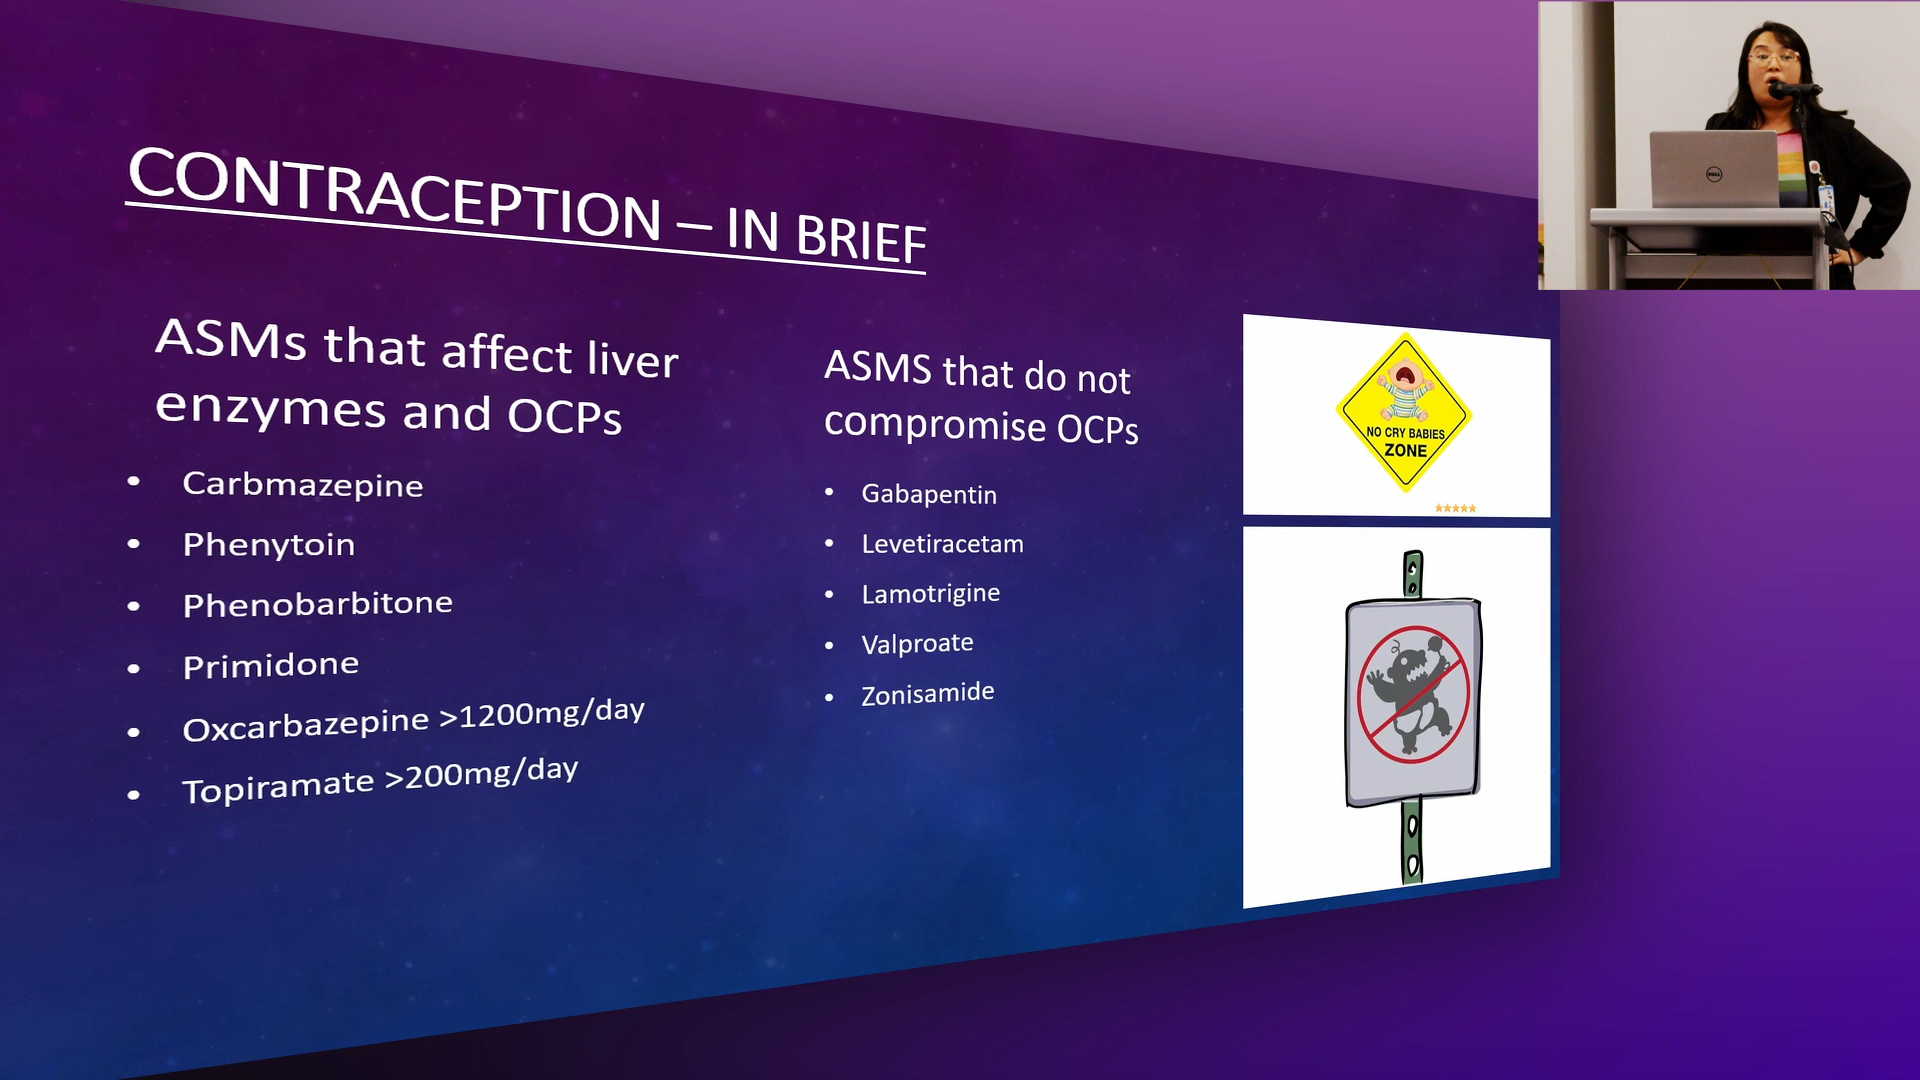 CONTRACEPTION – IN BRIEF
ASMs that affect liver
enzymes and OCPs
• Carbmazepine
• Phenytoin
• Phenobarbitone
• Primidone
• Oxcarbazepine >1200mg/day
• Topiramate >200mg/day
ASMS that do not
compromise OCPs
• Gabapentin
• Levetiracetam
• Lamotrigine
• Valproate
• Zonisamide
NO CRY BABIES
ZONE
DELL